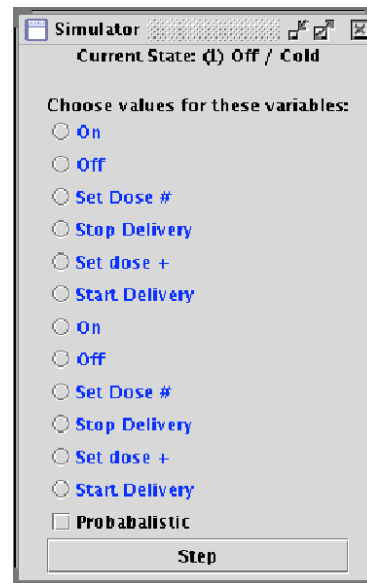 Simulator
Current State: (1) Off / Cold
Choose values for these variables:
On
Off
Set Dose #
Stop Delivery
Set dose +
Start Delivery
On
Off
Set Dose #
Stop Delivery
Set dose +
Start Delivery
Probabalistic
Step